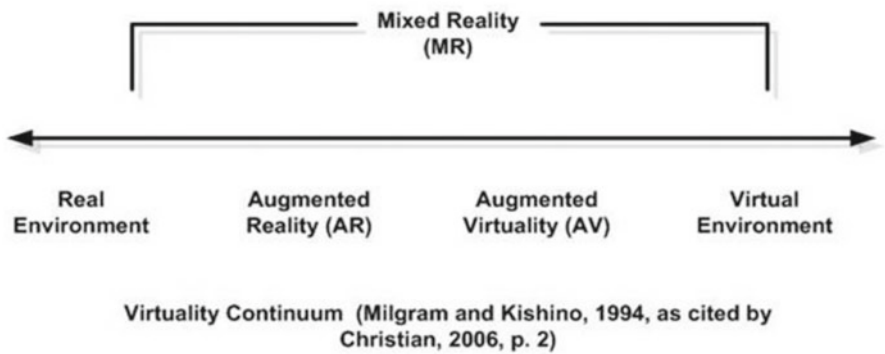 Mixed Reality
(MR)
Real
Environment
Augmented
Reality (AR)
Augmented
Virtuality (AV)
Virtual
Environment
Virtuality Continuum (Milgram and Kishino, 1994, as cited by
Christian, 2006, p. 2)